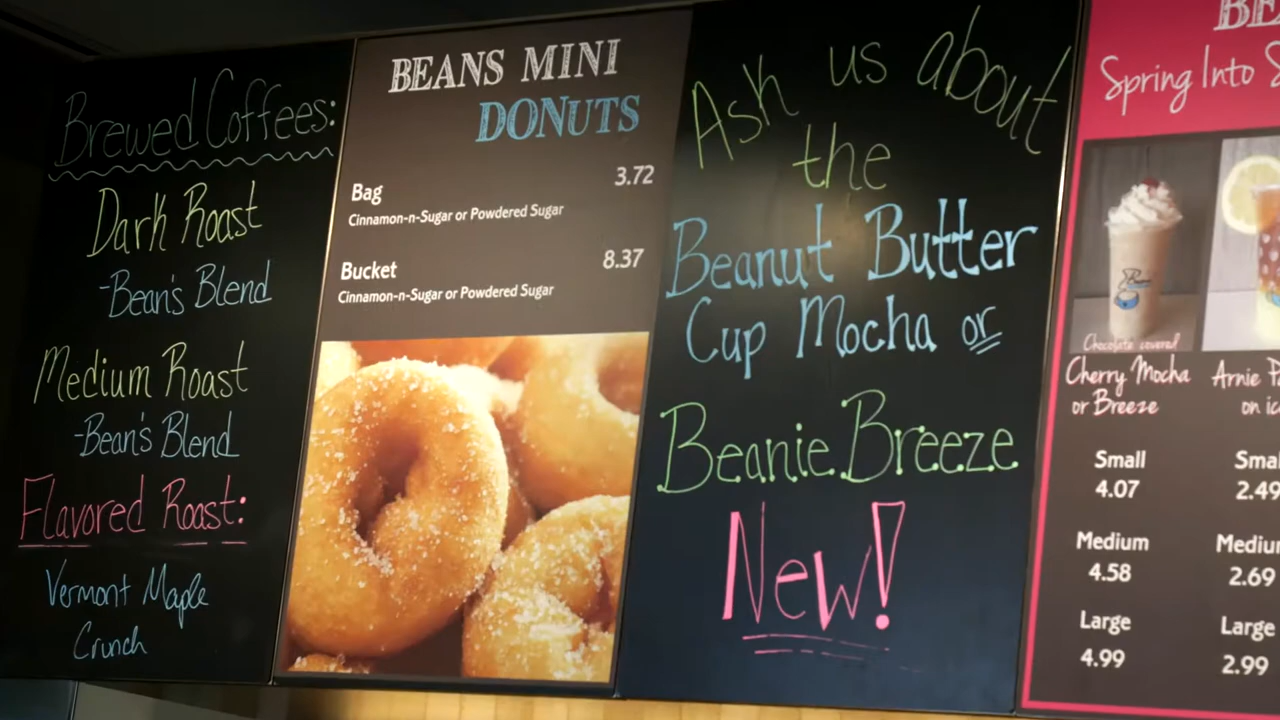 Brewed Coffees:
Dark Roast
-Bean's Blend
Medium Roast
-Bean's Blend
Flavored Roast:
Vermont Maple
Crunch
BEANS MINI
DONUTS
Bag 3.72
Cinnamon-n-Sugar or Powdered Sugar
Bucket 8.37
Cinnamon-n-Sugar or Powdered Sugar
Ask us about
the
Beanut Butter
Cup Mocha or
Beanie Breeze
New!
BE
Spring Into S
Chocolate covered
Cherry Mocha
or Breeze
Small
4.07
Medium
4.58
Large
4.99
Arnie P
on ic
Smal
2.49
Medium
2.69
Large
2.99